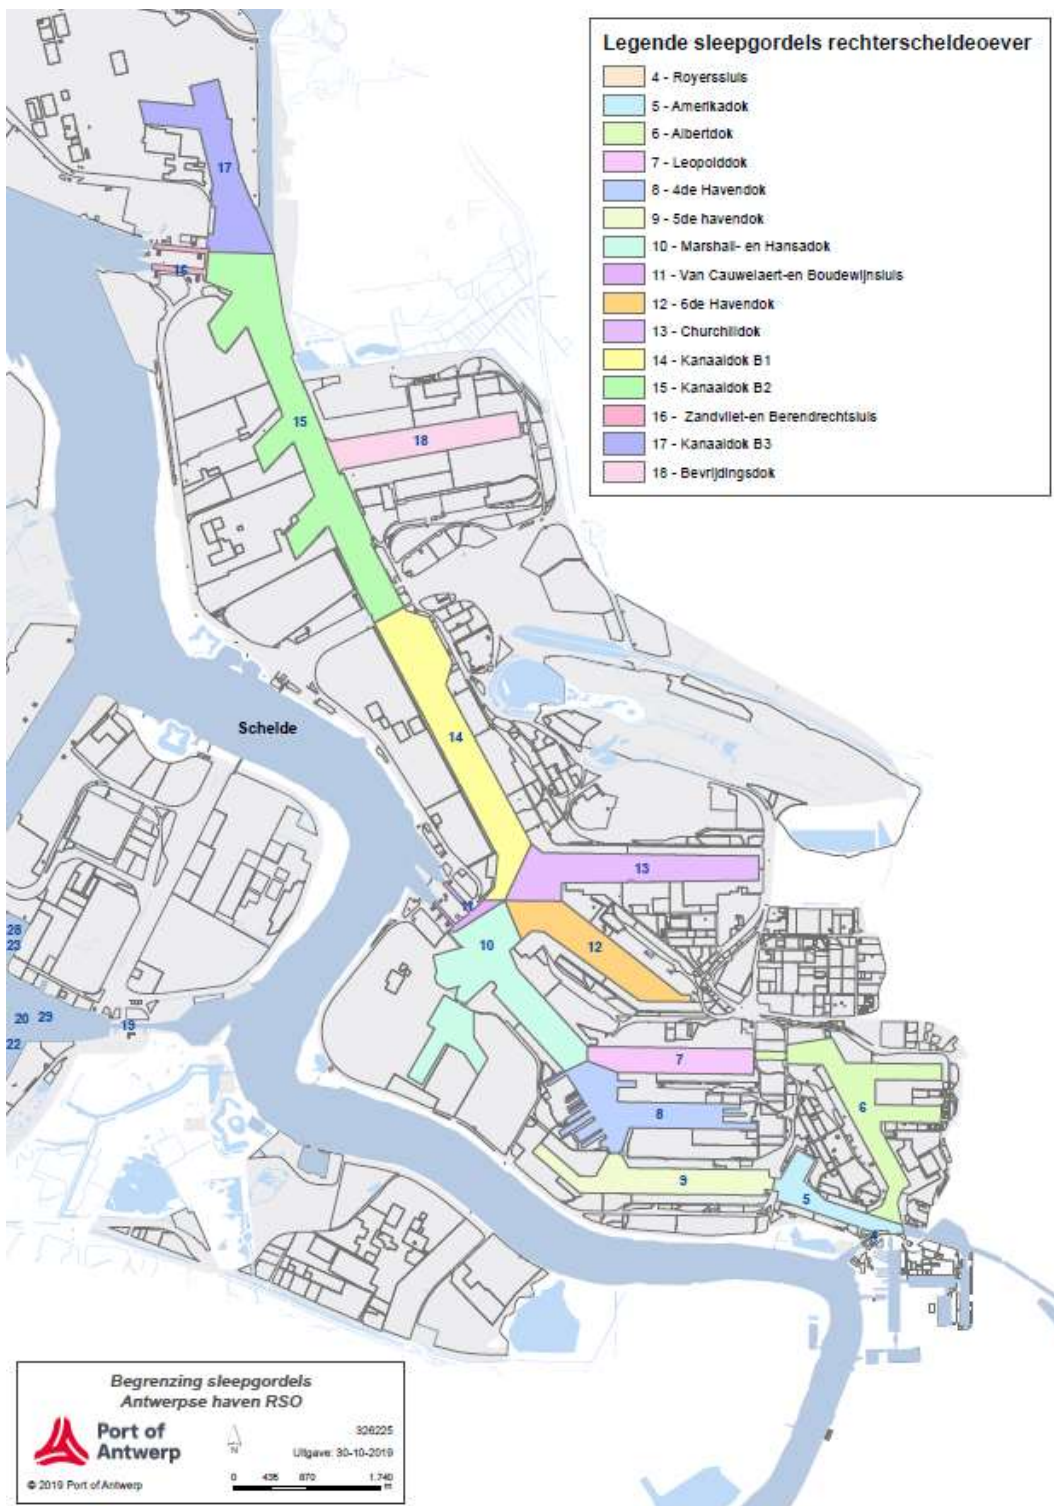 Legende sleepgordels rechterscheldeoever
4 - Royerssluis
5 - Amerikadok
6 - Albertdok
7 - Leopolddok
8 - 4de Havendok
9 - 5de havendok
10 - Marshall- en Hansadok
11 - Van Cauwelaert-en Boudewijnsluis
12 - 6de Havendok
13 - Churchilldok
14 - Kanaaldok B1
15 - Kanaaldok B2
16 - Zandvliet-en Berendrechtsluis
17 - Kanaaldok B3
18 - Bevrijdingsdok
17
16
15
18
Schelde
14
13
11
10
12
28
23
20 29
19
22
7
8
6
9
5
4
Begrenzing sleepgordels
Antwerpse haven RSO
Port of
Antwerp
N
326225
Uitgave: 30-10-2019
© 2019 Port of Antwerp
0 435 870 1.740
m